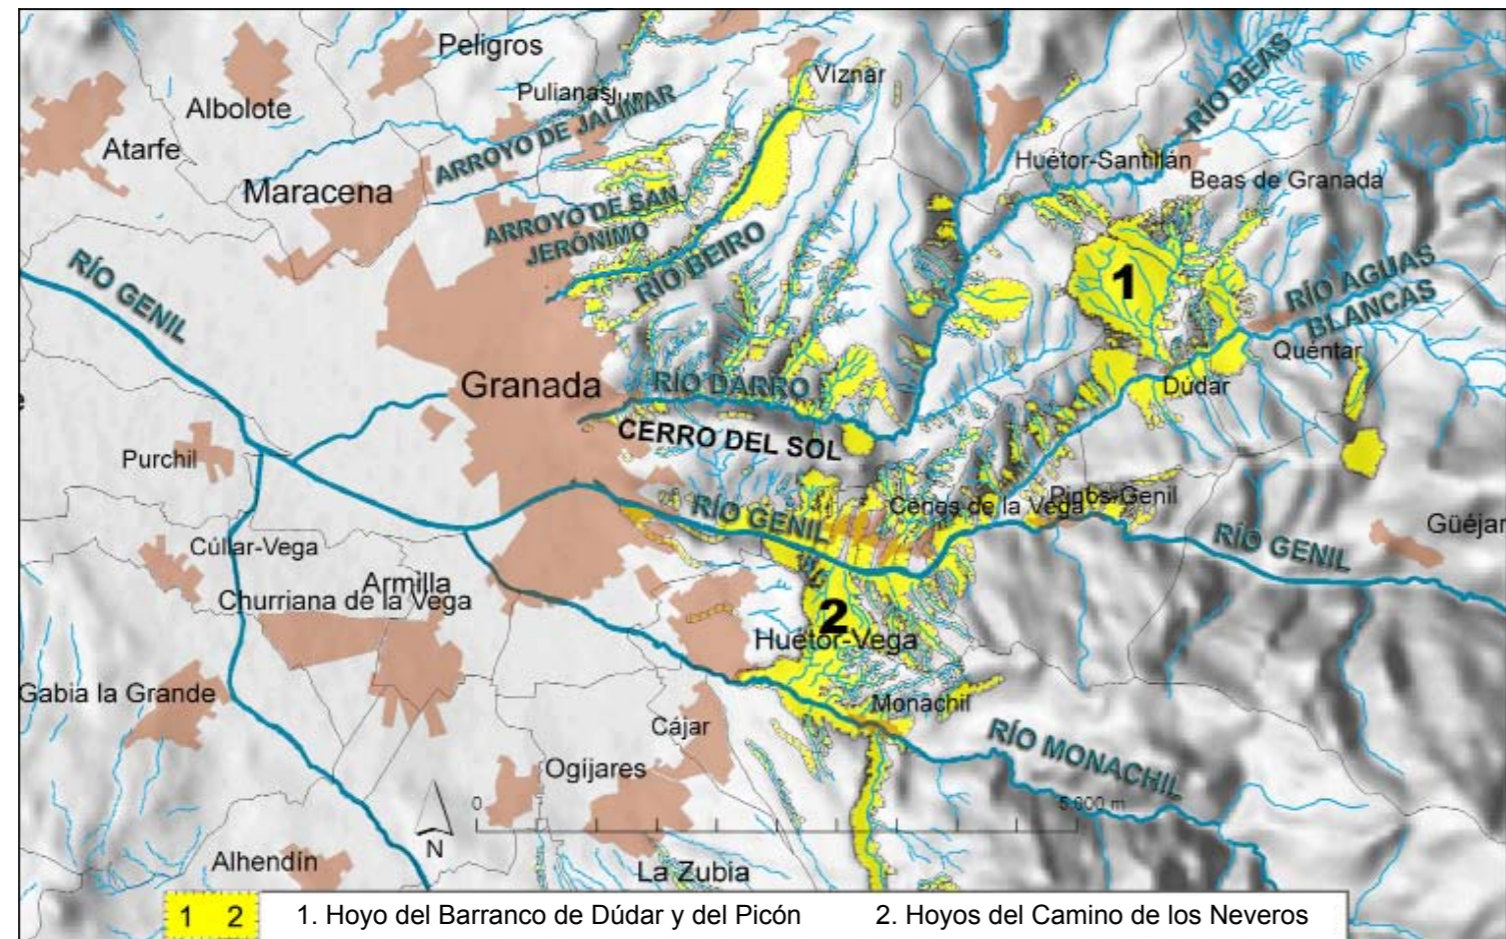 Peligros
Albolote
Pulianas
Víznar
Atarfe
ARROYO DE JALIMAR
RÍO BEAS
Huétor-Santillán
Maracena
Beas de Granada
ARROYO DE SAN
JERÓNIMO
RÍO BEIRO
RÍO GENIL
1
RÍO AGUAS
BLANCAS
Quéntar
Granada
RÍO DARRO
Dúdar
CERRO DEL SOL
Purchil
Cenes de la Vega
Pinos-Genil
RÍO GENIL
Güéjar
RÍO GENIL
Cúllar-Vega
Armilla
Churriana de la Vega
2
Huétor-Vega
Gabia la Grande
Monachil
Cájar
RÍO MONACHIL
Ogíjares
0
5.000 m
N
Alhendín
La Zubia
1 2 1. Hoyo del Barranco de Dúdar y del Picón 2. Hoyos del Camino de los Neveros